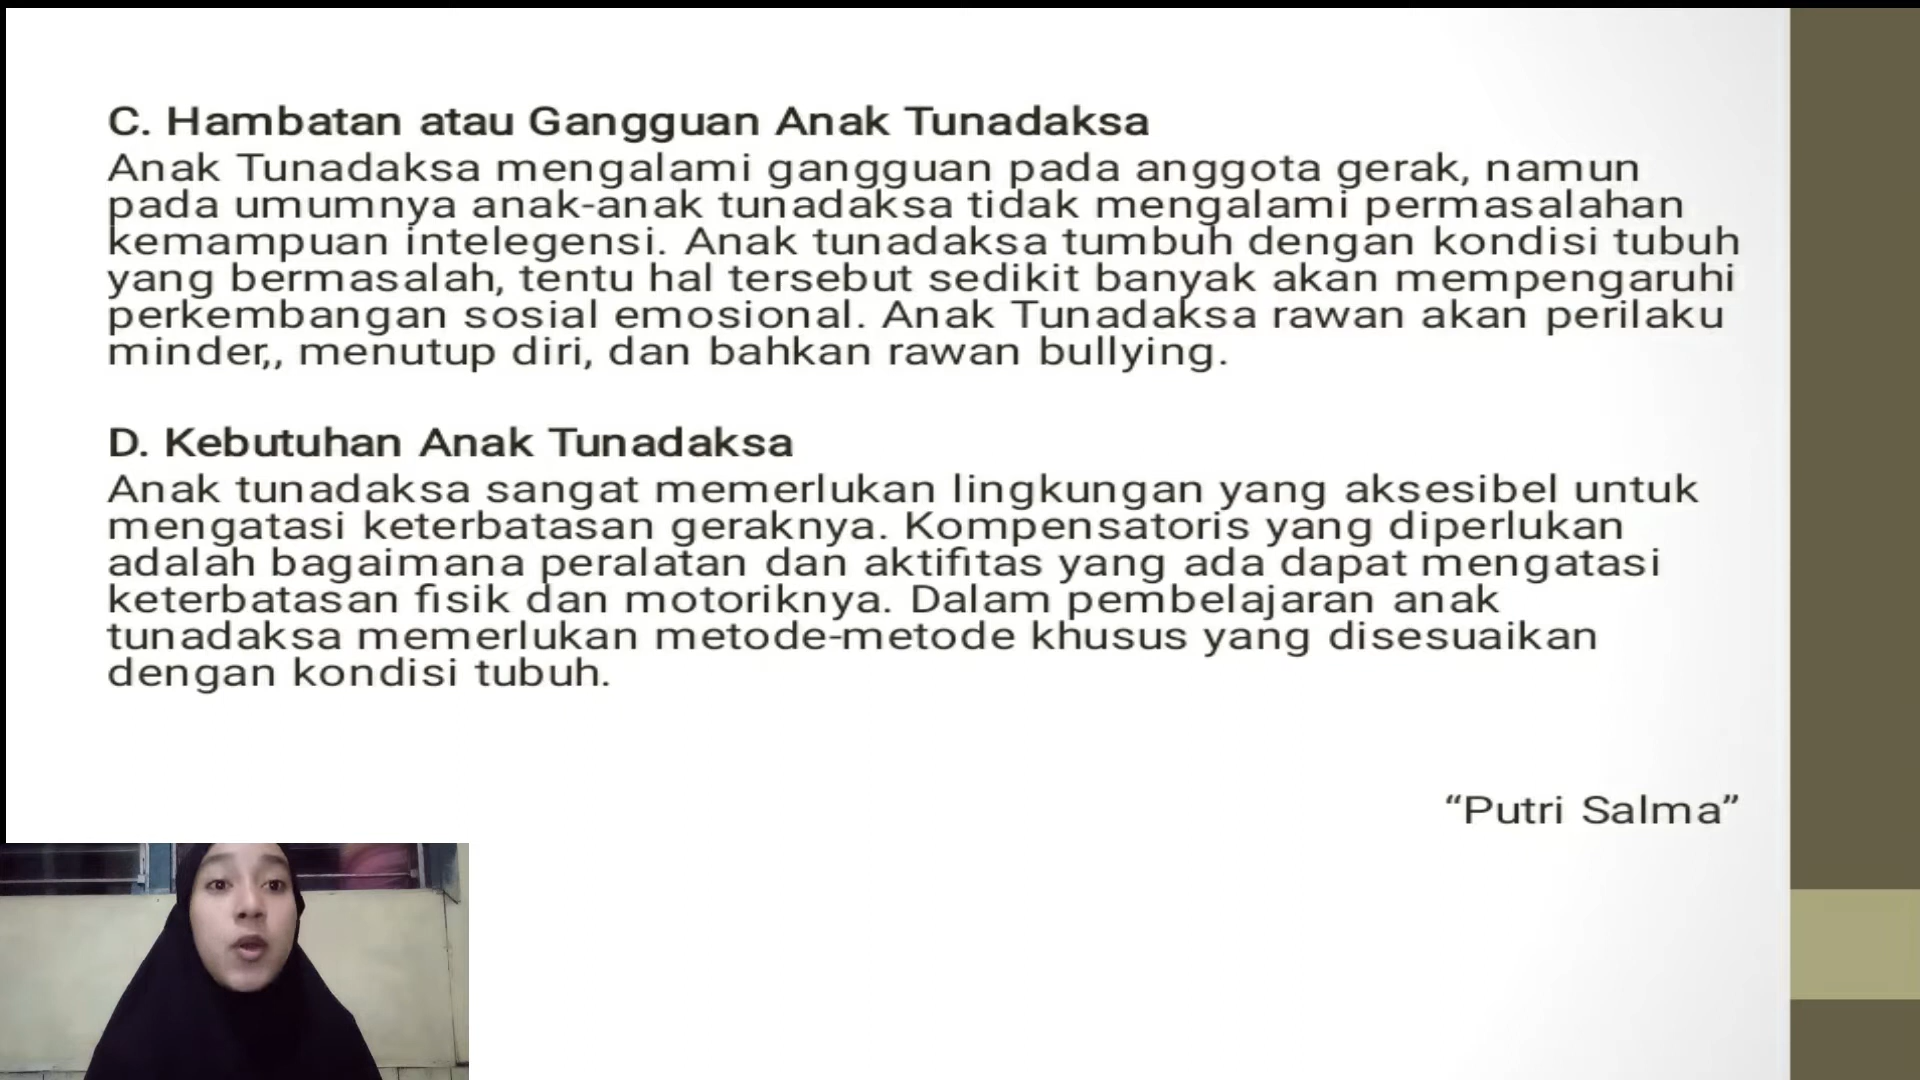 C. Hambatan atau Gangguan Anak Tunadaksa
Anak Tunadaksa mengalami gangguan pada anggota gerak, namun
pada umumnya anak-anak tunadaksa tidak mengalami permasalahan
kemampuan intelegensi. Anak tunadaksa tumbuh dengan kondisi tubuh
yang bermasalah, tentu hal tersebut sedikit banyak akan mempengaruhi
perkembangan sosial emosional. Anak Tunadaksa rawan akan perilaku
minder,, menutup diri, dan bahkan rawan bullying.
D. Kebutuhan Anak Tunadaksa
Anak tunadaksa sangat memerlukan lingkungan yang aksesibel untuk
mengatasi keterbatasan geraknya. Kompensatoris yang diperlukan
adalah bagaimana peralatan dan aktifitas yang ada dapat mengatasi
keterbatasan fisik dan motoriknya. Dalam pembelajaran anak
tunadaksa memerlukan metode-metode khusus yang disesuaikan
dengan kondisi tubuh.
“Putri Salma”